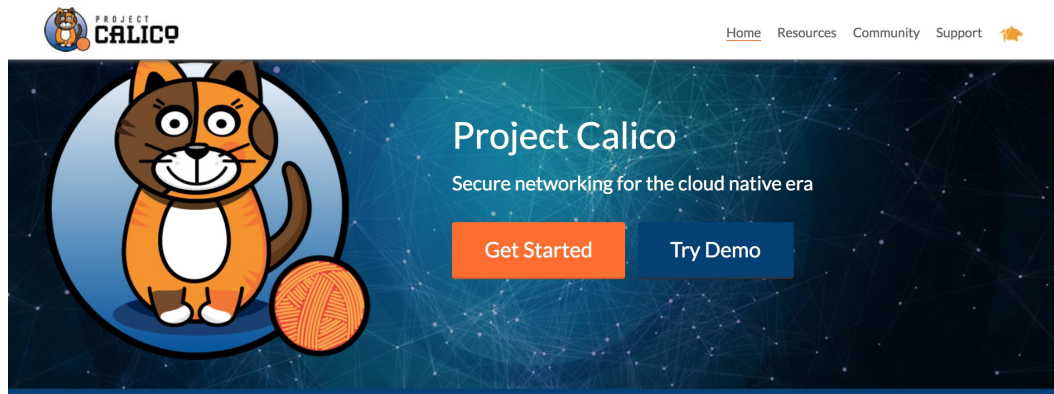 PROJECT
CALICO
Home Resources Community Support
Project Calico
Secure networking for the cloud native era
Get Started Try Demo